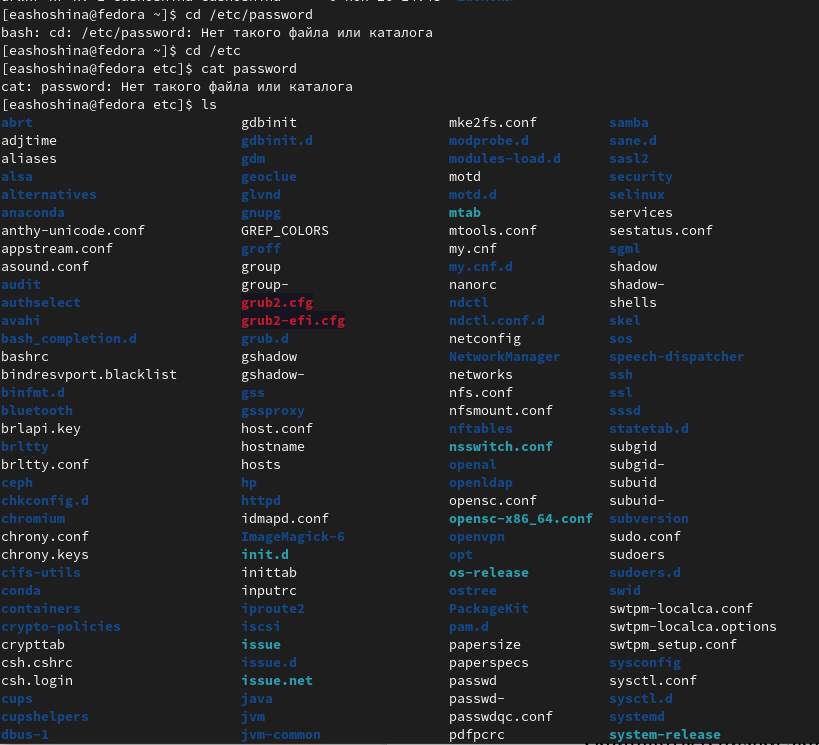 [eashoshina@fedora ~]$ cd /etc/password
bash: cd: /etc/password: Нет такого файла или каталога
[eashoshina@fedora ~]$ cd /etc
[eashoshina@fedora etc]$ cat password
cat: password: Нет такого файла или каталога
[eashoshina@fedora etc]$ ls
abrt gdbinit mke2fs.conf samba
adjtime gdbinit.d modprobe.d sane.d
aliases gdm modules-load.d sasl2
alsa geoclue motd security
alternatives glvnd motd.d selinux
anaconda gnupg mtab services
anthy-unicode.conf GREP_COLORS mtools.conf sestatus.conf
appstream.conf groff my.cnf sgml
asound.conf group my.cnf.d shadow
audit group- nanorc shadow-
authselect grub2.cfg ndctl shells
avahi grub2-efi.cfg ndctl.conf.d skel
bash_completion.d grub.d netconfig sos
bashrc gshadow NetworkManager speech-dispatcher
bindresvport.blacklist gshadow- networks ssh
binfmt.d gss nfs.conf ssl
bluetooth gssproxy nfsmount.conf sssd
brlapi.key host.conf nftables statetab.d
brltty hostname nsswitch.conf subgid
brltty.conf hosts openal subgid-
ceph hp openldap subuid
chkconfig.d httpd opensc.conf subuid-
chromium idmapd.conf opensc-x86_64.conf subversion
chrony.conf ImageMagick-6 openvpn sudo.conf
chrony.keys init.d opt sudoers
cifs-utils inittab os-release sudoers.d
conda inputrc ostree swid
containers iproute2 PackageKit swtpm-localca.conf
crypto-policies iscsi pam.d swtpm-localca.options
crypttab issue papersize swtpm_setup.conf
csh.cshrc issue.d paperspecs sysconfig
csh.login issue.net passwd sysctl.conf
cups java passwd- sysctl.d
cupshelpers jvm passwdqc.conf systemd
dbus-1 jvm-common pdfpcrc system-release